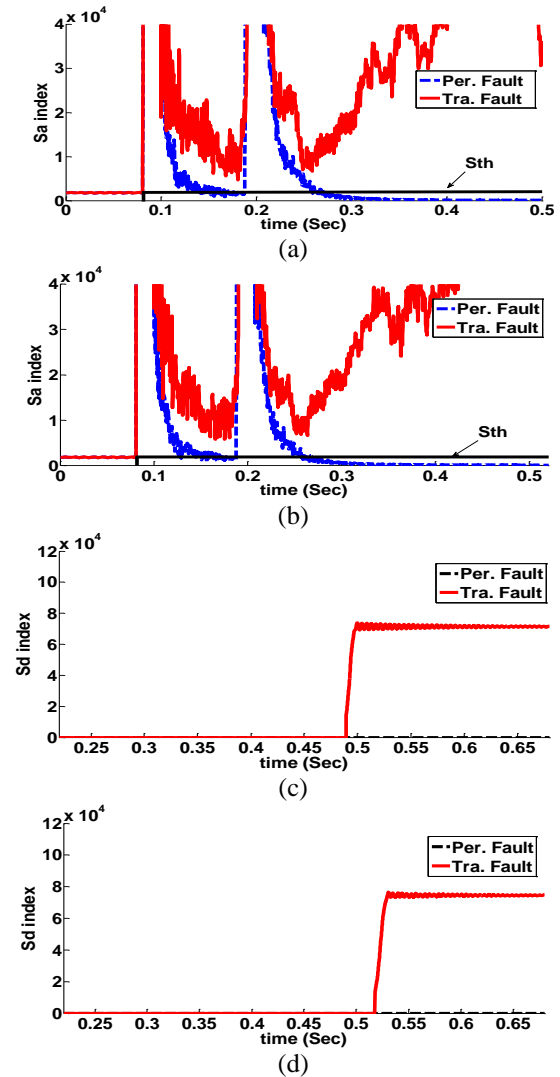 x 10^4
4
3
2
1
0
Sa index
Per. Fault
Tra. Fault
Sth
0 0.1 0.2 0.3 0.4 0.5
time (Sec)
(a)
x 10^4
4
3
2
1
0
Sa index
Per. Fault
Tra. Fault
Sth
0 0.1 0.2 0.3 0.4 0.5
time (Sec)
(b)
x 10^4
12
10
8
6
4
2
0
Sd index
Per. Fault
Tra. Fault
0.25 0.3 0.35 0.4 0.45 0.5 0.55 0.6 0.65
time (Sec)
(c)
x 10^4
12
10
8
6
4
2
0
Sd index
Per. Fault
Tra. Fault
0.25 0.3 0.35 0.4 0.45 0.5 0.55 0.6 0.65
time (Sec)
(d)